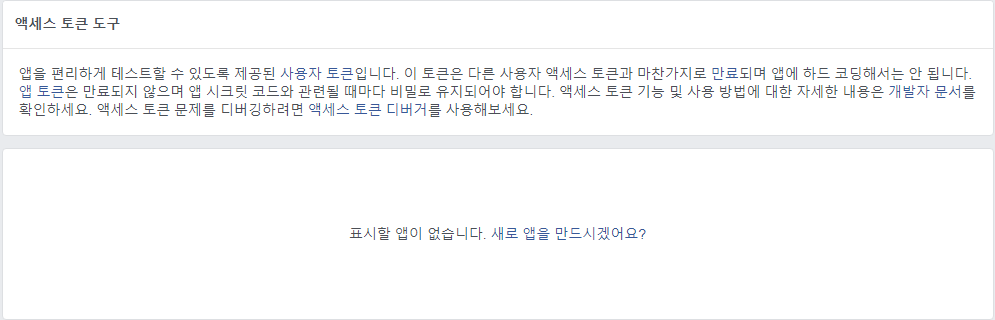 액세스 토큰 도구
앱을 편리하게 테스트할 수 있도록 제공된 사용자 토큰입니다. 이 토큰은 다른 사용자 액세스 토큰과 마찬가지로 만료되며 앱에 하드 코딩해서는 안 됩니다.
앱 토큰은 만료되지 않으며 앱 시크릿 코드와 관련될 때마다 비밀로 유지되어야 합니다. 액세스 토큰 기능 및 사용 방법에 대한 자세한 내용은 개발자 문서를
확인하세요. 액세스 토큰 문제를 디버깅하려면 액세스 토큰 디버거를 사용해보세요.
표시할 앱이 없습니다. 새로 앱을 만드시겠어요?